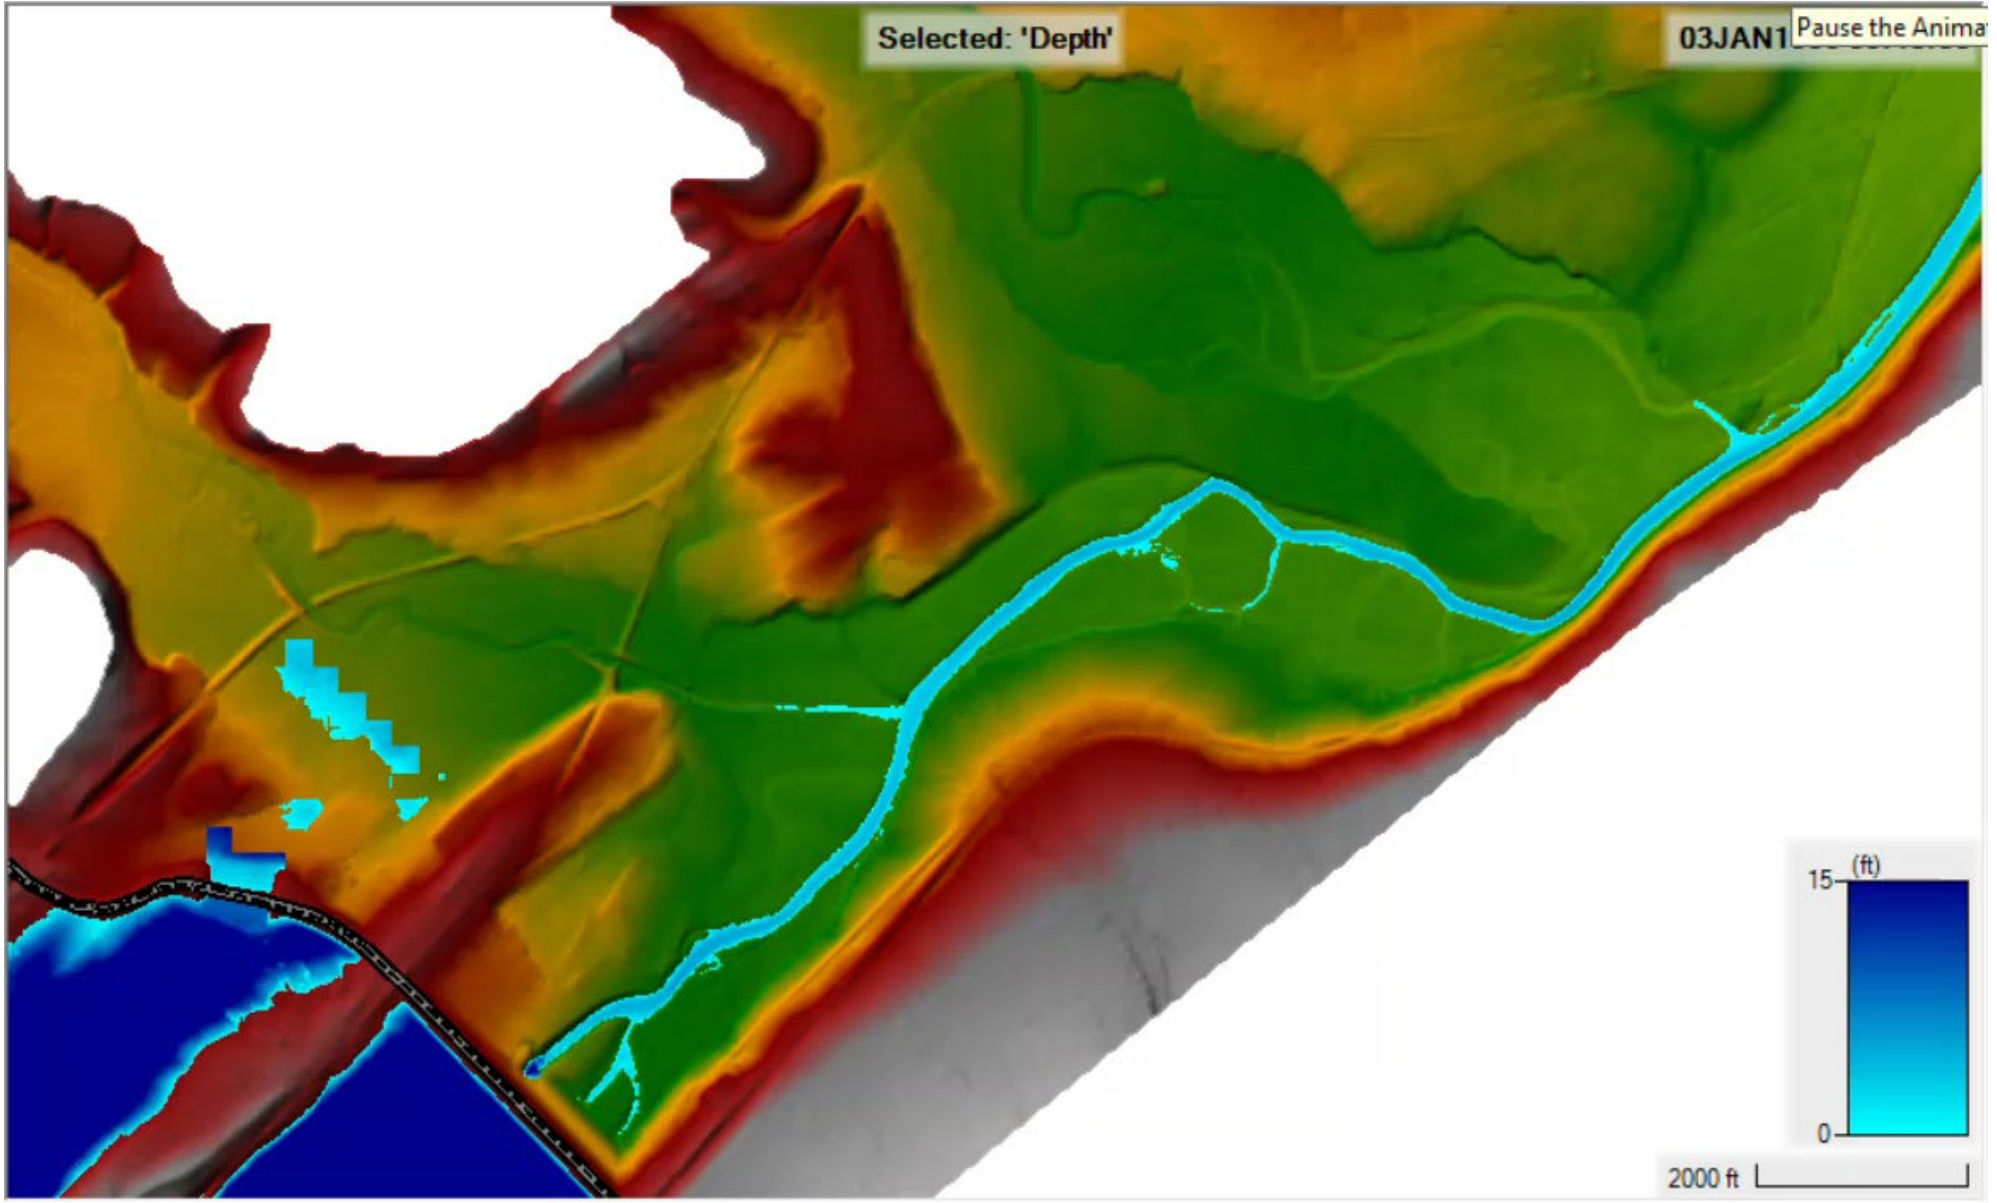 Selected: 'Depth'
03JAN1
Pause the Anima
(ft)
15
0
2000 ft